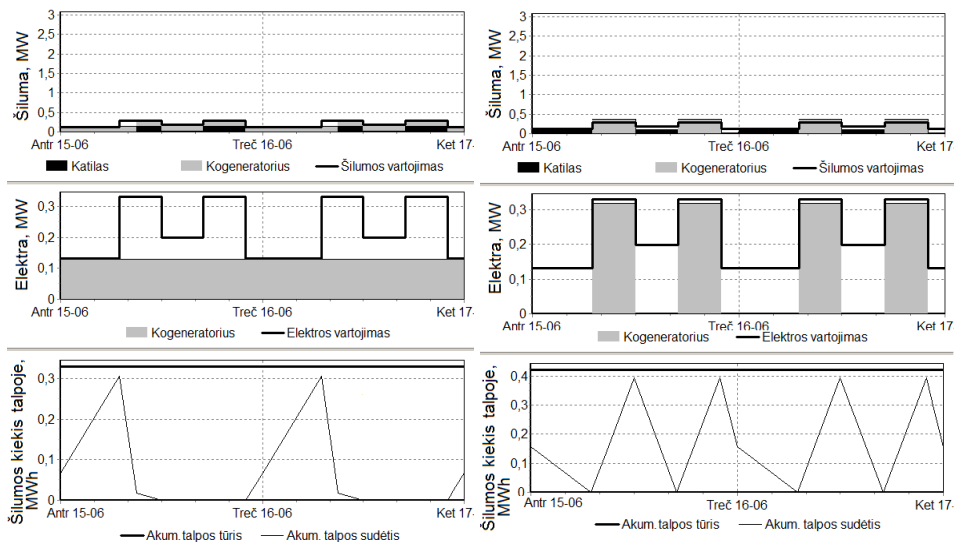 Šiluma, MW
3
2,5
2
1,5
1
0,5
0
Antr 15-06
Treč 16-06
Ket 17-
Katilas
Kogeneratorius
Šilumos vartojimas
Elektra, MW
0,3
0,2
0,1
0
Antr 15-06
Treč 16-06
Ket 17-
Kogeneratorius
Elektros vartojimas
Šilumos kiekis talpoje, MWh
0,3
0,2
0,1
0
Antr 15-06
Treč 16-06
Ket 17-
Akum. talpos tūris
Akum. talpos sudėtis
Šiluma, MW
3
2,5
2
1,5
1
0,5
0
Antr 15-06
Treč 16-06
Ket 17-
Katilas
Kogeneratorius
Šilumos vartojimas
Elektra, MW
0,3
0,2
0,1
0
Antr 15-06
Treč 16-06
Ket 17-
Kogeneratorius
Elektros vartojimas
Šilumos kiekis talpoje, MWh
0,4
0,3
0,2
0,1
0
Antr 15-06
Treč 16-06
Ket 17-
Akum. talpos tūris
Akum. talpos sudėtis